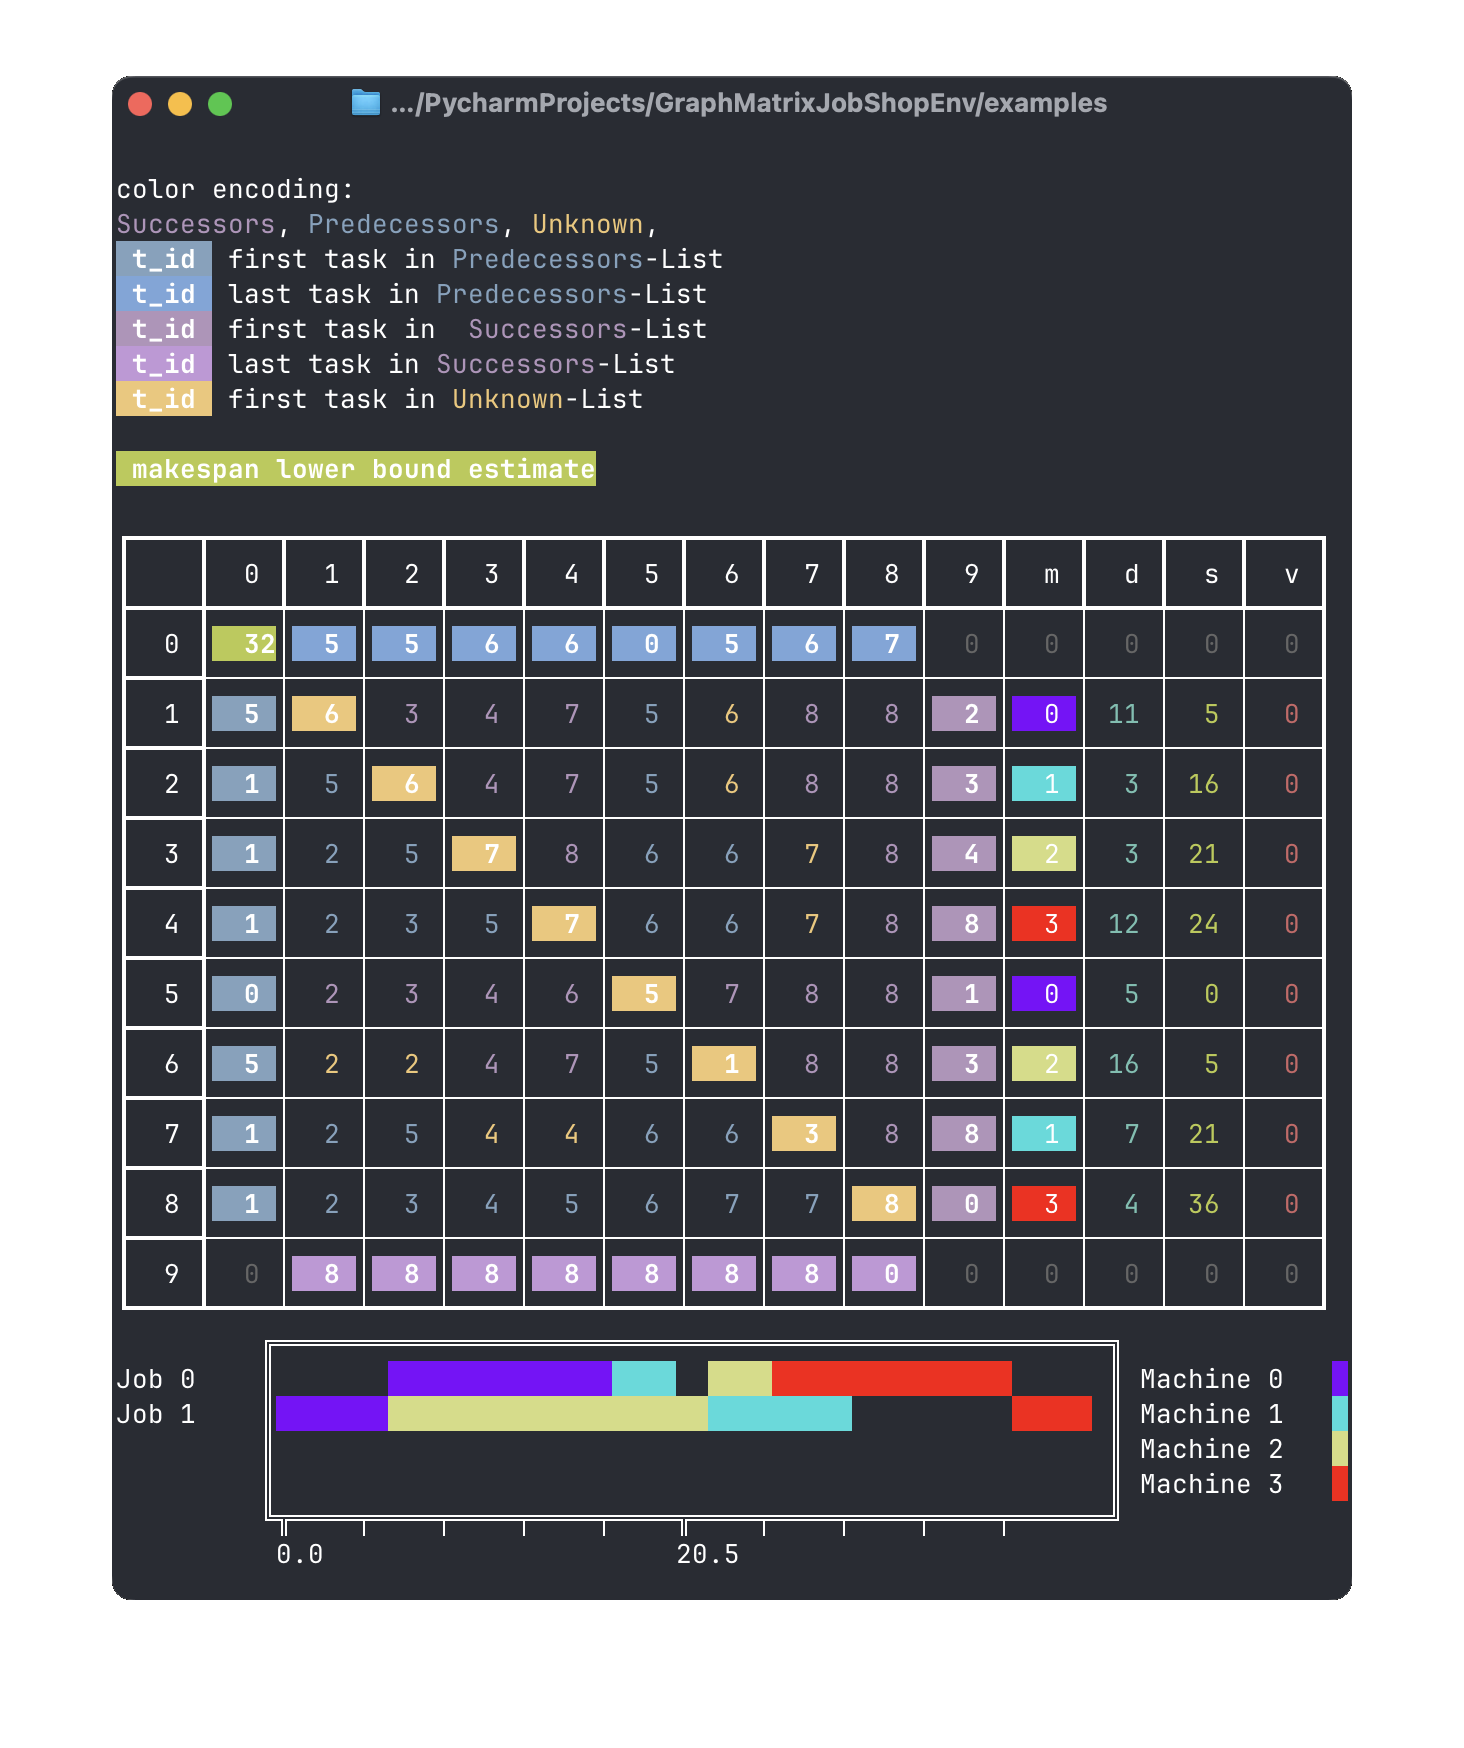 .../PycharmProjects/GraphMatrixJobShopEnv/examples
color encoding:
Successors, Predecessors, Unknown,
t_id first task in Predecessors-List
t_id last task in Predecessors-List
t_id first task in  Successors-List
t_id last task in Successors-List
t_id first task in Unknown-List
makespan lower bound estimate
0 1 2 3 4 5 6 7 8 9 m d s v
0 32 5 5 6 6 0 5 6 7 0 0 0 0 0
1 5 6 3 4 7 5 6 8 8 2 0 11 5 0
2 1 5 6 4 7 5 6 8 8 3 1 3 16 0
3 1 2 5 7 8 6 6 7 8 4 2 3 21 0
4 1 2 3 5 7 6 6 7 8 8 3 12 24 0
5 0 2 3 4 6 5 7 8 8 1 0 5 0 0
6 5 2 2 4 7 5 1 8 8 3 2 16 5 0
7 1 2 5 4 4 6 6 3 8 8 1 7 21 0
8 1 2 3 4 5 6 7 7 8 0 3 4 36 0
9 0 8 8 8 8 8 8 8 0 0 0 0 0 0
Job 0 Machine 0
Job 1 Machine 1
Machine 2
Machine 3
0.0 20.5